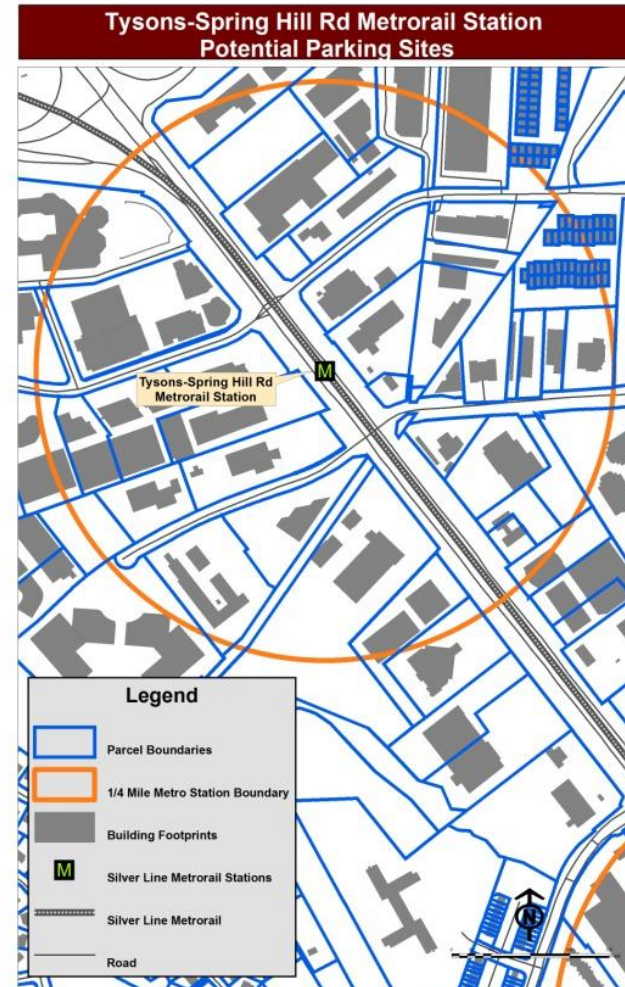 Tysons-Spring Hill Rd Metrorail Station
Potential Parking Sites
M
Tysons-Spring Hill Rd
Metrorail Station
Legend
Parcel Boundaries
1/4 Mile Metro Station Boundary
Building Footprints
M
Silver Line Metrorail Stations
Silver Line Metrorail
Road
N